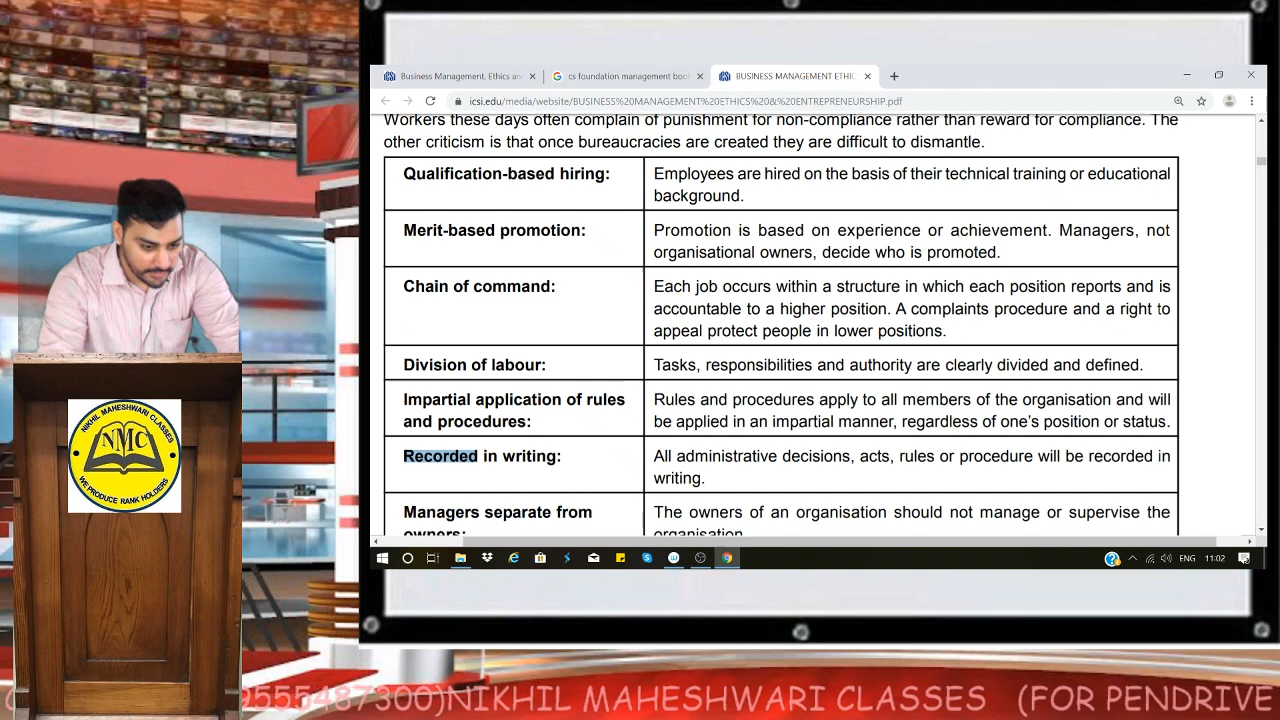 Business Management, Ethics an
cs foundation management boo
BUSINESS MANAGEMENT ETHIC
icsi.edu/media/website/BUSINESS%20MANAGEMENT%20ETHICS%20&%20ENTREPRENEURSHIP.pdf
Workers these days often complain of punishment for non-compliance rather than reward for compliance. The
other criticism is that once bureaucracies are created they are difficult to dismantle.
Qualification-based hiring:
Employees are hired on the basis of their technical training or educational
background.
Merit-based promotion:
Promotion is based on experience or achievement. Managers, not
organisational owners, decide who is promoted.
Chain of command:
Each job occurs within a structure in which each position reports and is
accountable to a higher position. A complaints procedure and a right to
appeal protect people in lower positions.
Division of labour:
Tasks, responsibilities and authority are clearly divided and defined.
Impartial application of rules
and procedures:
Rules and procedures apply to all members of the organisation and will
be applied in an impartial manner, regardless of one's position or status.
Recorded in writing:
All administrative decisions, acts, rules or procedure will be recorded in
writing.
Managers separate from
owners:
The owners of an organisation should not manage or supervise the
organisation
ENG
11:02
NIKHIL MAHESHWARI CLASSES
NMC
WE PRODUCE RANK HOLDERS
9555487300)NIKHIL MAHESHWARI CLASSES (FOR PENDRIVE